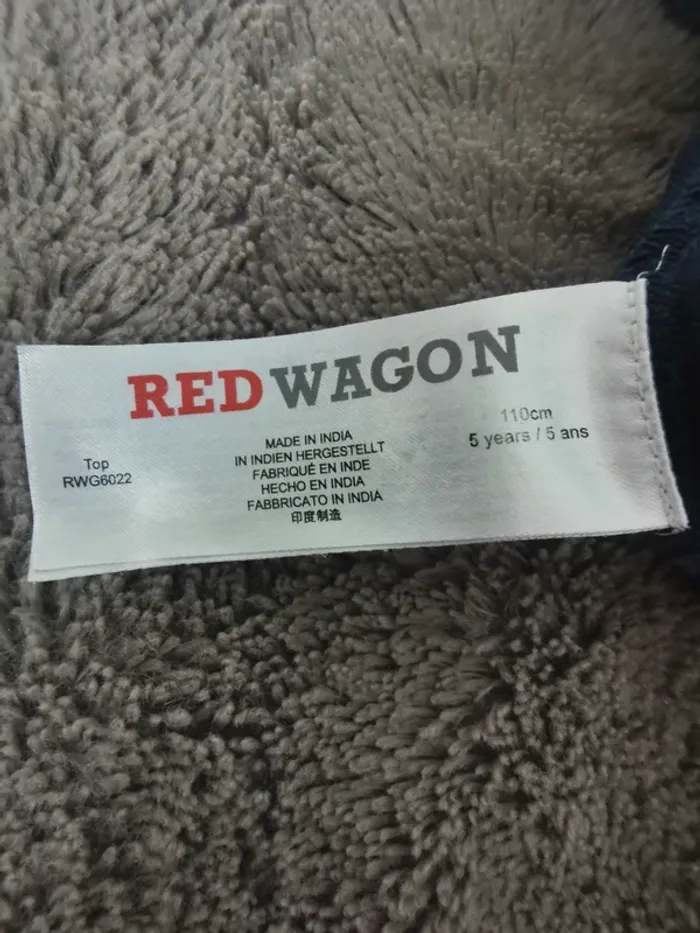 RED WAGON
Top
RWG6022
MADE IN INDIA
IN INDIEN HERGESTELLT
FABRIQUÉ EN INDE
HECHO EN INDIA
FABBRICATO IN INDIA
印度制造
110cm
5 years / 5 ans